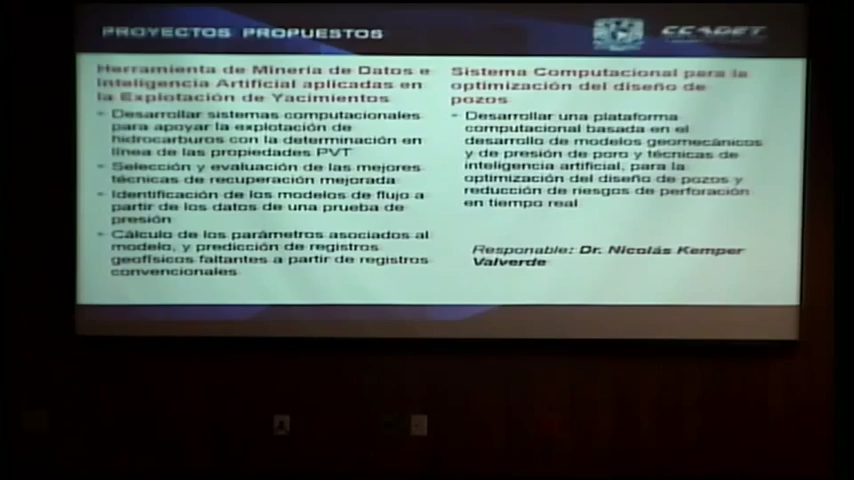 PROYECTOS PROPUESTOS
CCADET
Herramienta de Mineria de Datos e
Inteligencia Artificial aplicadas en
la Explotación de Yacimientos
Desarrollar sistemas computacionales
para apoyar la explotación de
hidrocarburos con la determinación en
línea de las propiedades PVT
Selección y evaluación de las mejores
técnicas de recuperación mejorada
Identificación de los modelos de flujo a
partir de los datos de una prueba de
presión
Cálculo de los parámetros asociados al
modelo, y predicción de registros
geofísicos faltantes a partir de registros
convencionales
Sistema Computacional para la
optimización del diseño de
pozos
Desarrollar una plataforma
computacional basada en el
desarrollo de modelos geomecánicos
y de presión de poro y técnicas de
inteligencia artificial, para la
optimización del diseño de pozos y
reducción de riesgos de perforación
en tiempo real
Responable: Dr. Nicolás Kemper
Valverde